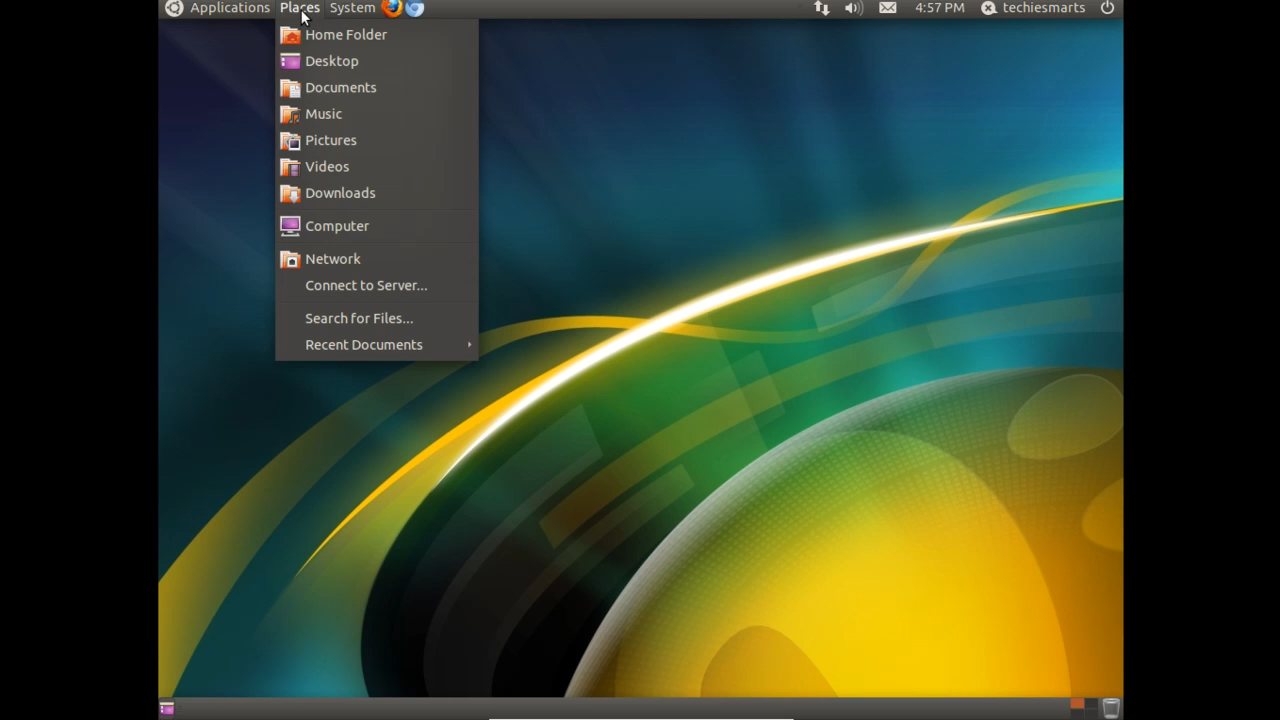 Applications Places System 4:57 PM techiesmarts
Home Folder
Desktop
Documents
Music
Pictures
Videos
Downloads
Computer
Network
Connect to Server...
Search for Files...
Recent Documents